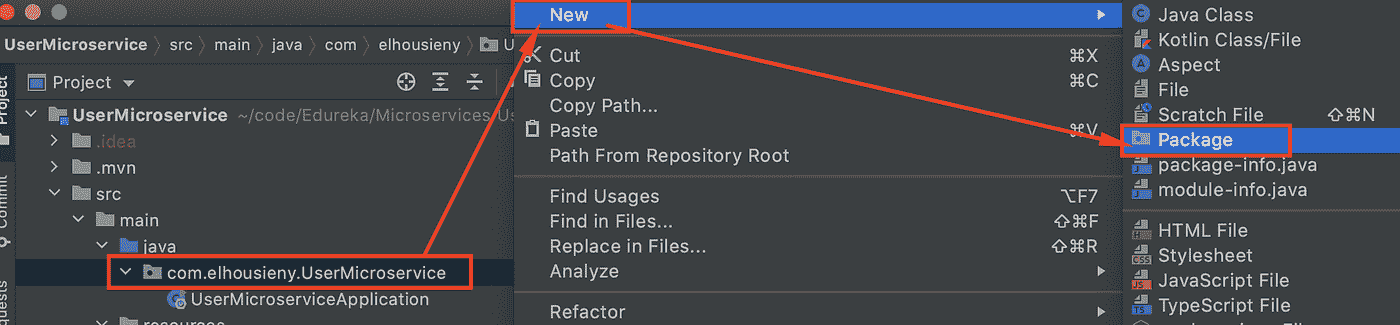 UserMicroservice 〉 src 〉 main 〉 java 〉 com 〉 elhousieny 〉 U
Project
Project
UserMicroservice ~/code/Edureka/Microservices
.idea
.mvn
src
main
java
com.elhousieny.UserMicroservice
UserMicroserviceApplication
resources
Commit
New
Cut ⌘X
Copy ⌘C
Copy Path...
Paste ⌘V
Path From Repository Root
Find Usages ⌥F7
Find in Files... ⇧⌘F
Replace in Files... ⇧⌘R
Analyze
Refactor
Java Class
Kotlin Class/File
Aspect
File
Scratch File ⇧⌘N
Package
package-info.java
module-info.java
HTML File
Stylesheet
JavaScript File
TypeScript File